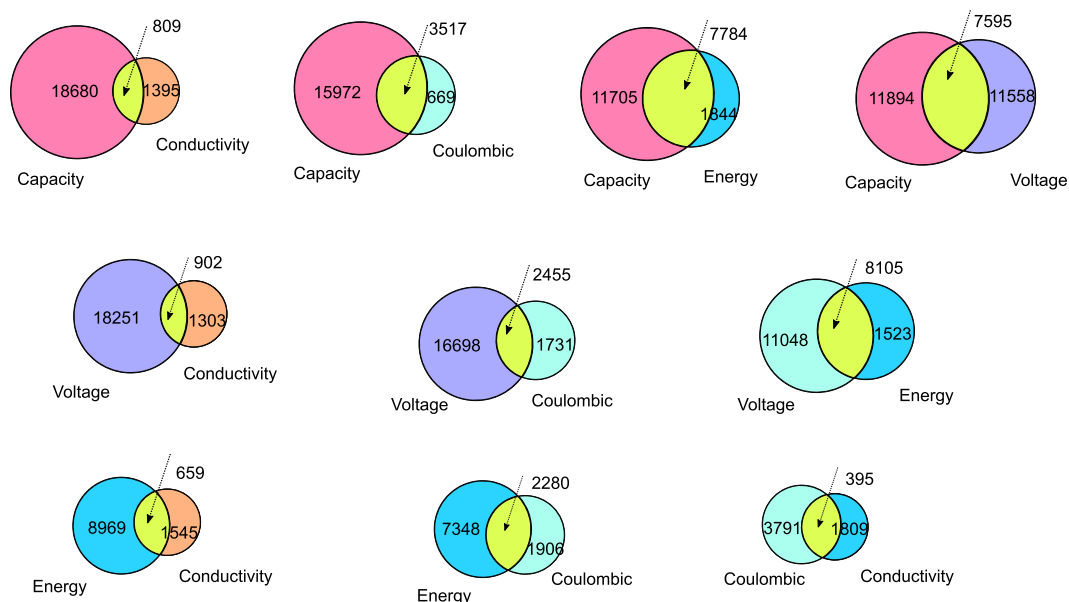 809
18680
1395
Conductivity
Capacity
3517
15972
669
Coulombic
Capacity
7784
11705
1844
Energy
Capacity
7595
11894
11558
Voltage
Capacity
902
18251
1303
Conductivity
Voltage
2455
16698
1731
Coulombic
Voltage
8105
11048
1523
Energy
Voltage
659
8969
1545
Conductivity
Energy
2280
7348
1906
Coulombic
Energy
395
3791
1809
Coulombic
Conductivity